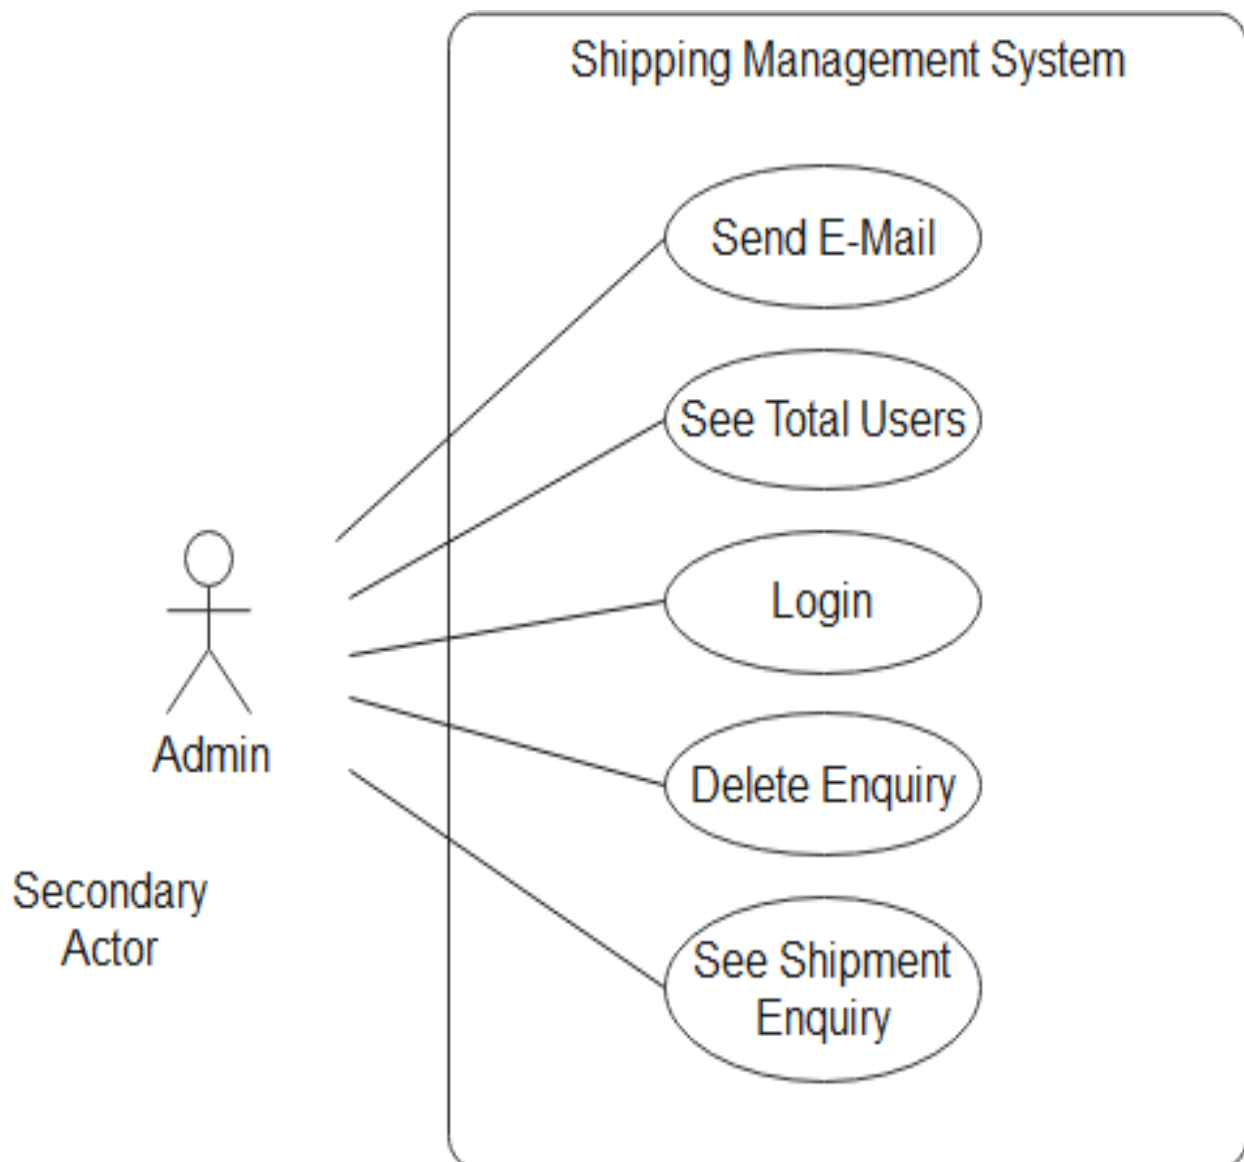 Shipping Management System
Send E-Mail
See Total Users
Login
Admin
Delete Enquiry
Secondary
Actor
See Shipment
Enquiry